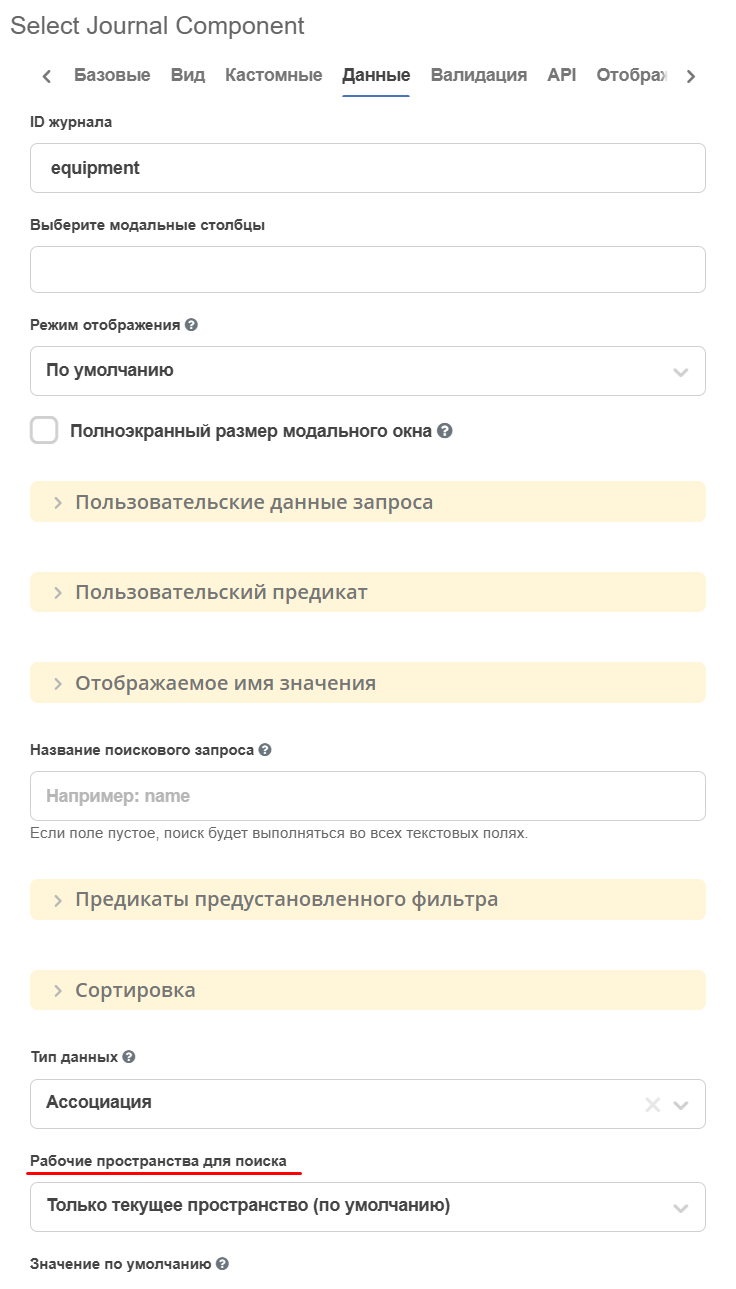 Select Journal Component
Базовые Вид Кастомные Данные Валидация API Отображ
ID журнала
equipment
Выберите модальные столбцы
Режим отображения
По умолчанию
Полноэкранный размер модального окна
Пользовательские данные запроса
Пользовательский предикат
Отображаемое имя значения
Название поискового запроса
Например: name
Если поле пустое, поиск будет выполняться во всех текстовых полях.
Предикаты предустановленного фильтра
Сортировка
Тип данных
Ассоциация
Рабочие пространства для поиска
Только текущее пространство (по умолчанию)
Значение по умолчанию